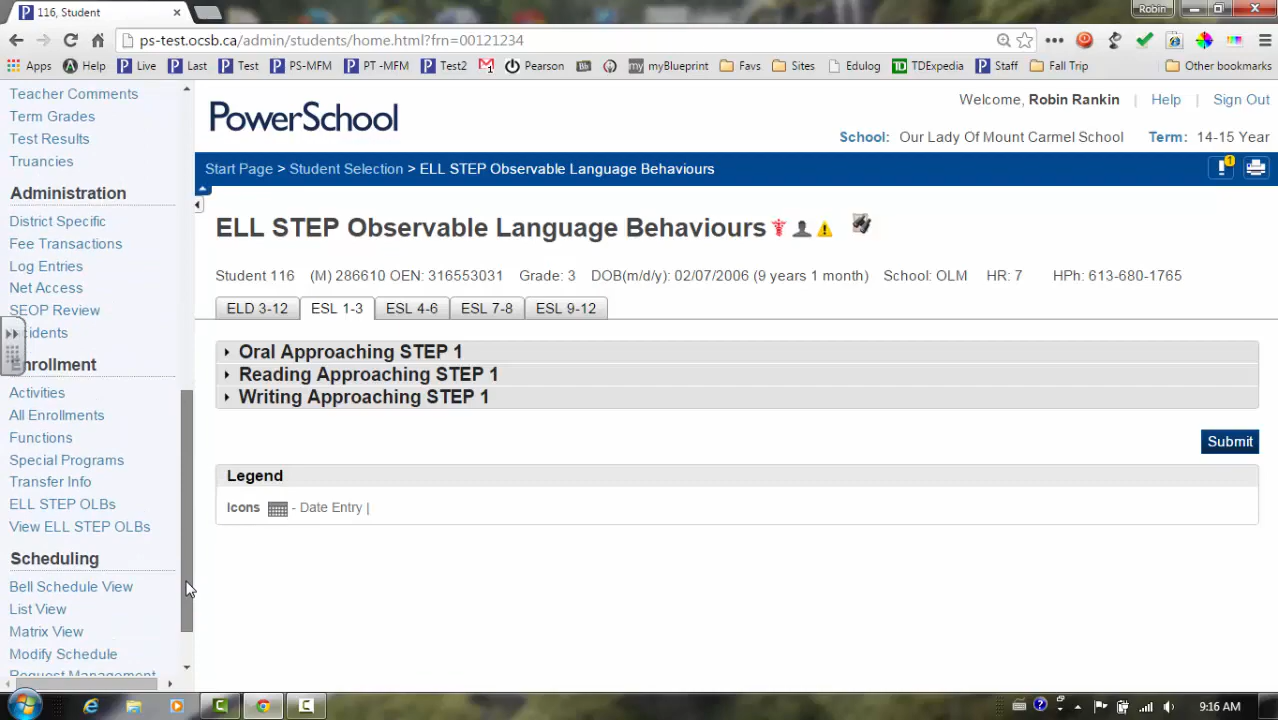 116, Student
Robin
ps-test.ocsb.ca/admin/students/home.html?frn=00121234
Apps Help Live Last Test PS-MFM PT -MFM Test2 Pearson Bb my myBlueprint Favs Sites Edulog TD TDExpedia Staff Fall Trip Other bookmarks
Teacher Comments
Term Grades
Test Results
Truancies
Administration
District Specific
Fee Transactions
Log Entries
Net Access
SEOP Review
cidents
nrollment
Activities
All Enrollments
Functions
Special Programs
Transfer Info
ELL STEP OLBs
View ELL STEP OLBs
Scheduling
Bell Schedule View
List View
Matrix View
Modify Schedule
Request Management
PowerSchool
Welcome, Robin Rankin | Help | Sign Out
School: Our Lady Of Mount Carmel School Term: 14-15 Year
Start Page > Student Selection > ELL STEP Observable Language Behaviours
1
ELL STEP Observable Language Behaviours
Student 116 (M) 286610 OEN: 316553031 Grade: 3 DOB(m/d/y): 02/07/2006 (9 years 1 month) School: OLM HR: 7 HPh: 613-680-1765
ELD 3-12 ESL 1-3 ESL 4-6 ESL 7-8 ESL 9-12
Oral Approaching STEP 1
Reading Approaching STEP 1
Writing Approaching STEP 1
Submit
Legend
Icons - Date Entry |
9:16 AM